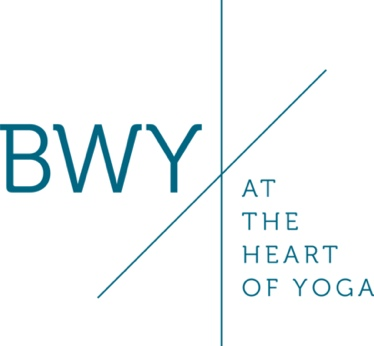 BWY
AT
THE
HEART
OF YOGA